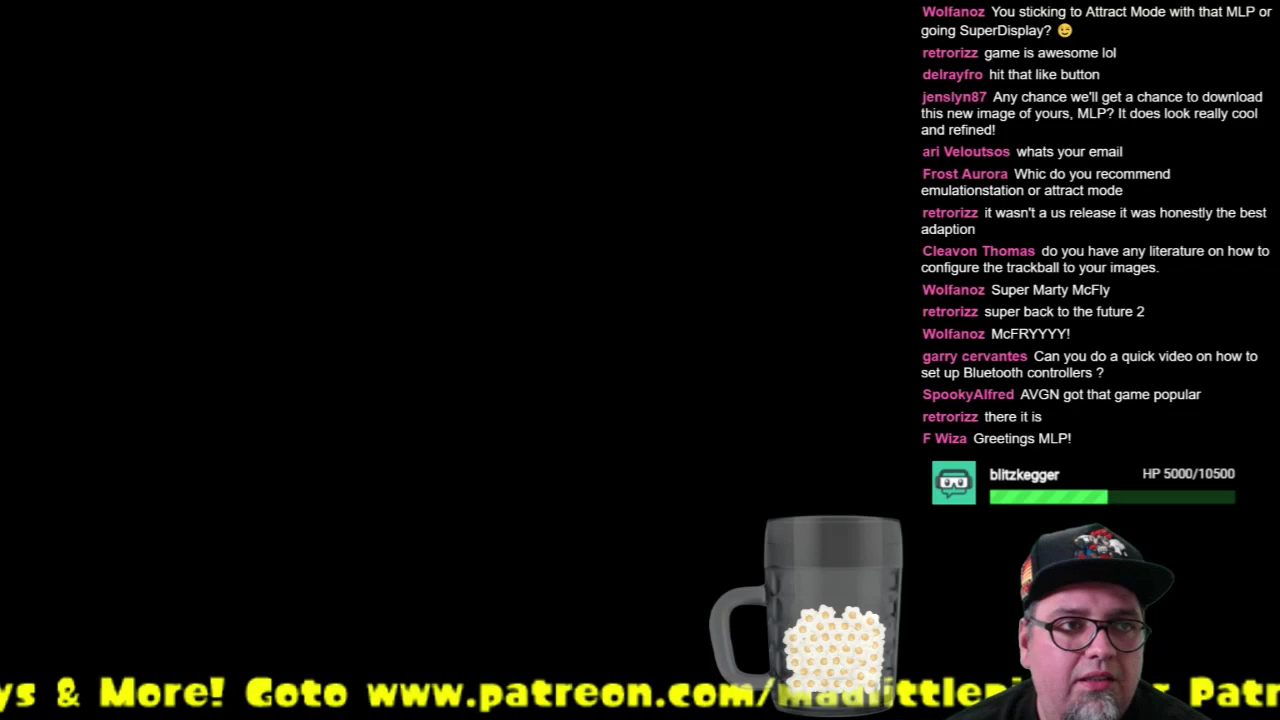 Wolfanoz You sticking to Attract Mode with that MLP or
going SuperDisplay? 😉
retrorizz game is awesome lol
delrayfro hit that like button
jenslyn87 Any chance we'll get a chance to download
this new image of yours, MLP? It does look really cool
and refined!
ari Veloutsos whats your email
Frost Aurora Whic do you recommend
emulationstation or attract mode
retrorizz it wasn't a us release it was honestly the best
adaption
Cleavon Thomas do you have any literature on how to
configure the trackball to your images.
Wolfanoz Super Marty McFly
retrorizz super back to the future 2
Wolfanoz McFRYYYY!
garry cervantes Can you do a quick video on how to
set up Bluetooth controllers ?
SpookyAlfred AVGN got that game popular
retrorizz there it is
F Wiza Greetings MLP!
blitzkegger HP 5000/10500
ys & More! Goto www.patreon.com/madlittlepi Patr